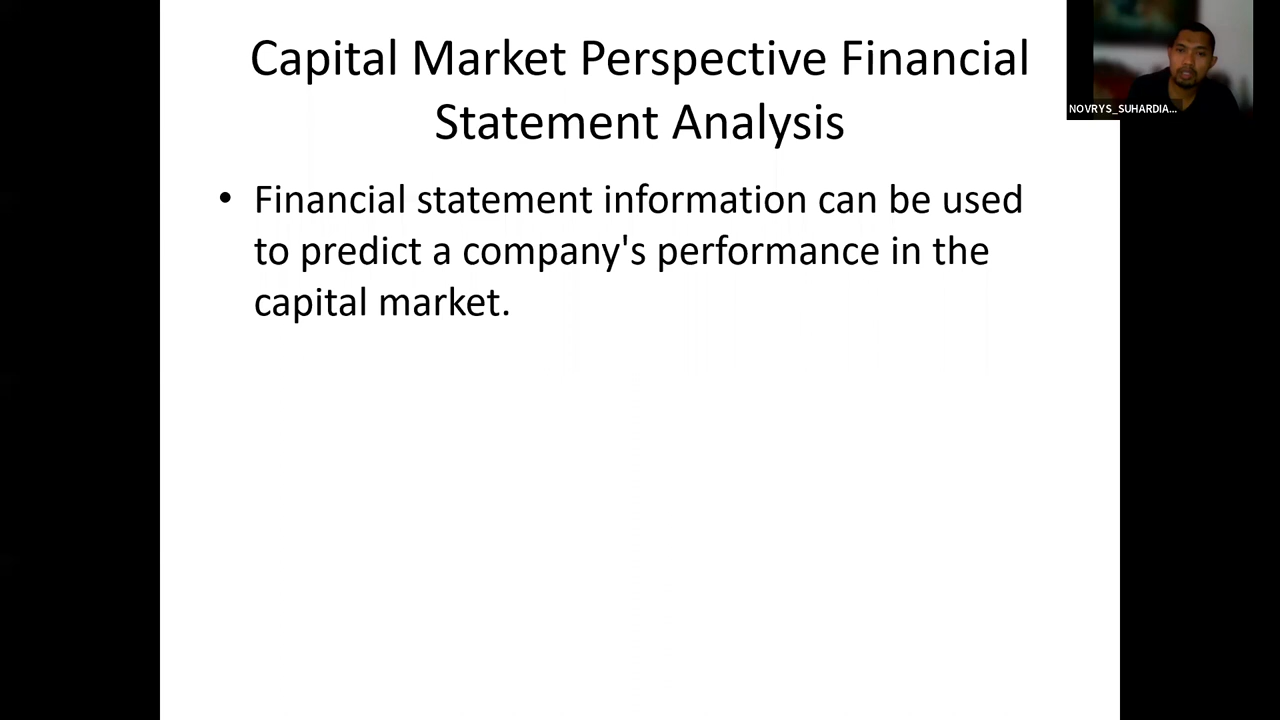 Capital Market Perspective Financial
Statement Analysis
• Financial statement information can be used
to predict a company's performance in the
capital market.
NOVRYS_SUHARDIA...